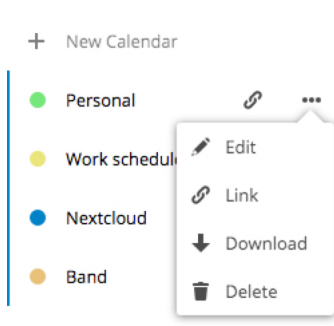 New Calendar
Personal
Edit
Work schedul
Link
Nextcloud
Download
Band
Delete